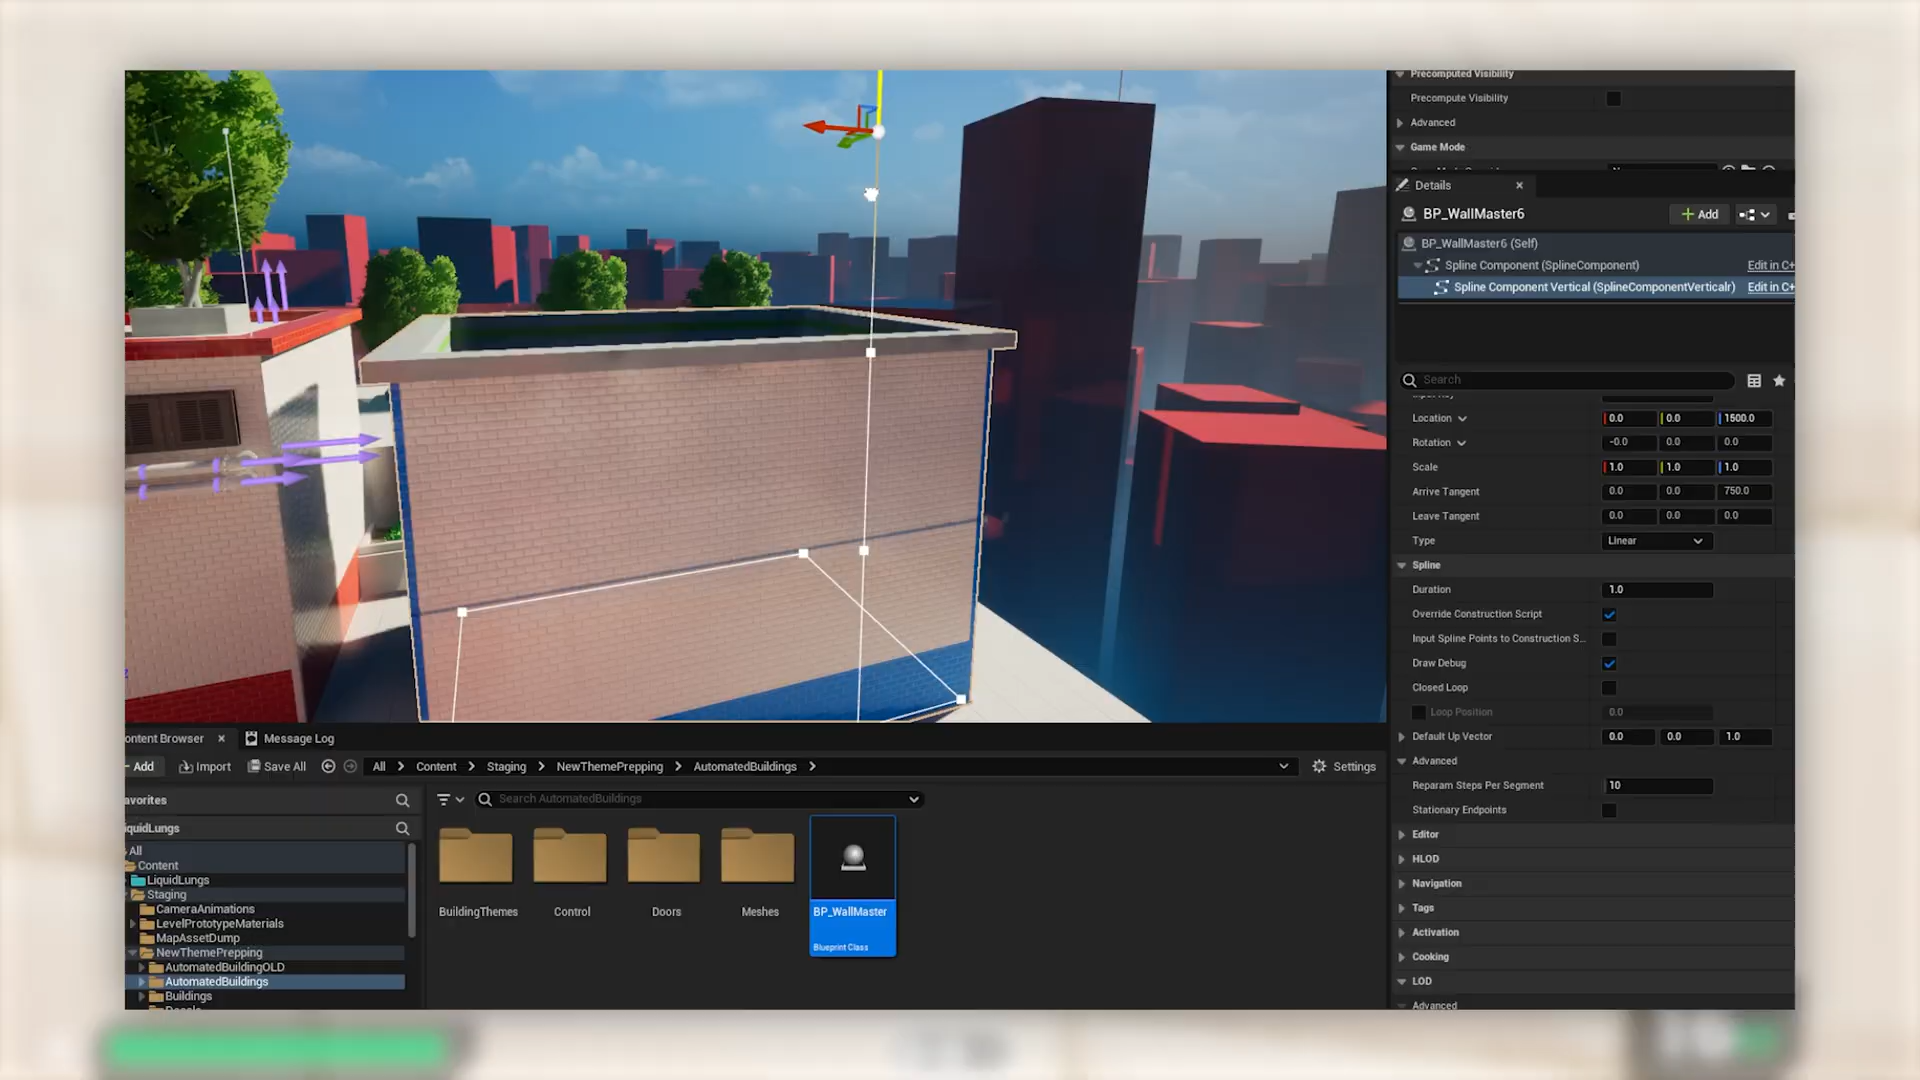 Precomputed Visibility
Precompute Visibility
Advanced
Game Mode
Details
BP_WallMaster6
Add
BP_WallMaster6 (Self)
Spline Component (SplineComponent)
Edit in C+
Spline Component Vertical (SplineComponentVerticalr)
Edit in C+
Search
Location 0.0 0.0 1500.0
Rotation -0.0 0.0 0.0
Scale 1.0 1.0 1.0
Arrive Tangent 0.0 0.0 750.0
Leave Tangent 0.0 0.0 0.0
Type Linear
Spline
Duration 1.0
Override Construction Script
Input Spline Points to Construction S...
Draw Debug
Closed Loop
Loop Position 0.0
Default Up Vector 0.0 0.0 1.0
Advanced
Reparam Steps Per Segment 10
Stationary Endpoints
Editor
HLOD
Navigation
Tags
Activation
Cooking
LOD
Advanced
ontent Browser
Message Log
Add
Import
Save All
All
Content
Staging
NewThemePrepping
AutomatedBuildings
Settings
avorites
Search AutomatedBuildings
iquidLungs
All
Content
LiquidLungs
Staging
CameraAnimations
LevelPrototypeMaterials
MapAssetDump
NewThemePrepping
AutomatedBuildingOLD
AutomatedBuildings
Buildings
BuildingThemes
Control
Doors
Meshes
BP_WallMaster
Blueprint Class